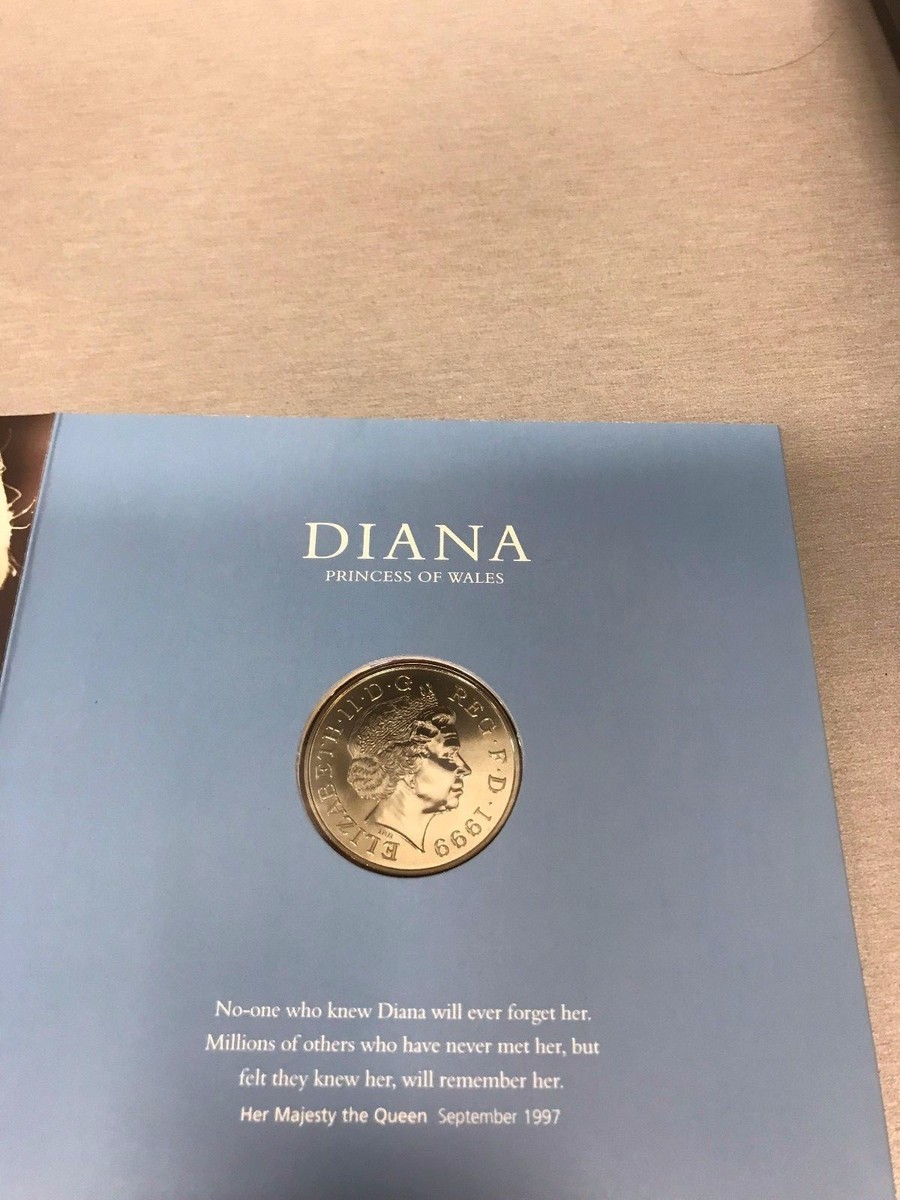 DIANA
PRINCESS OF WALES
ELIZABETH·II·D·G REG·F·D·1999
IRB
No-one who knew Diana will ever forget her.
Millions of others who have never met her, but
felt they knew her, will remember her.
Her Majesty the Queen September 1997